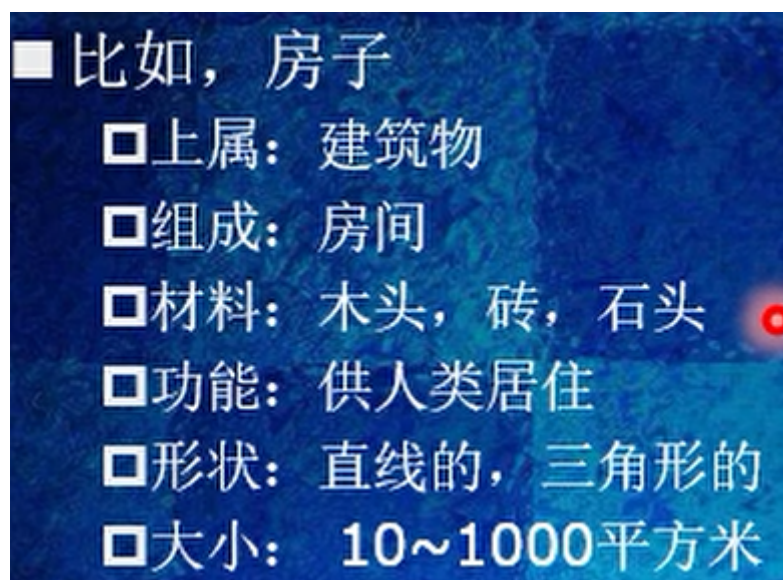 比如，房子
上属：建筑物
组成：房间
材料：木头，砖，石头
功能：供人类居住
形状：直线的，三角形的
大小： 10~1000平方米